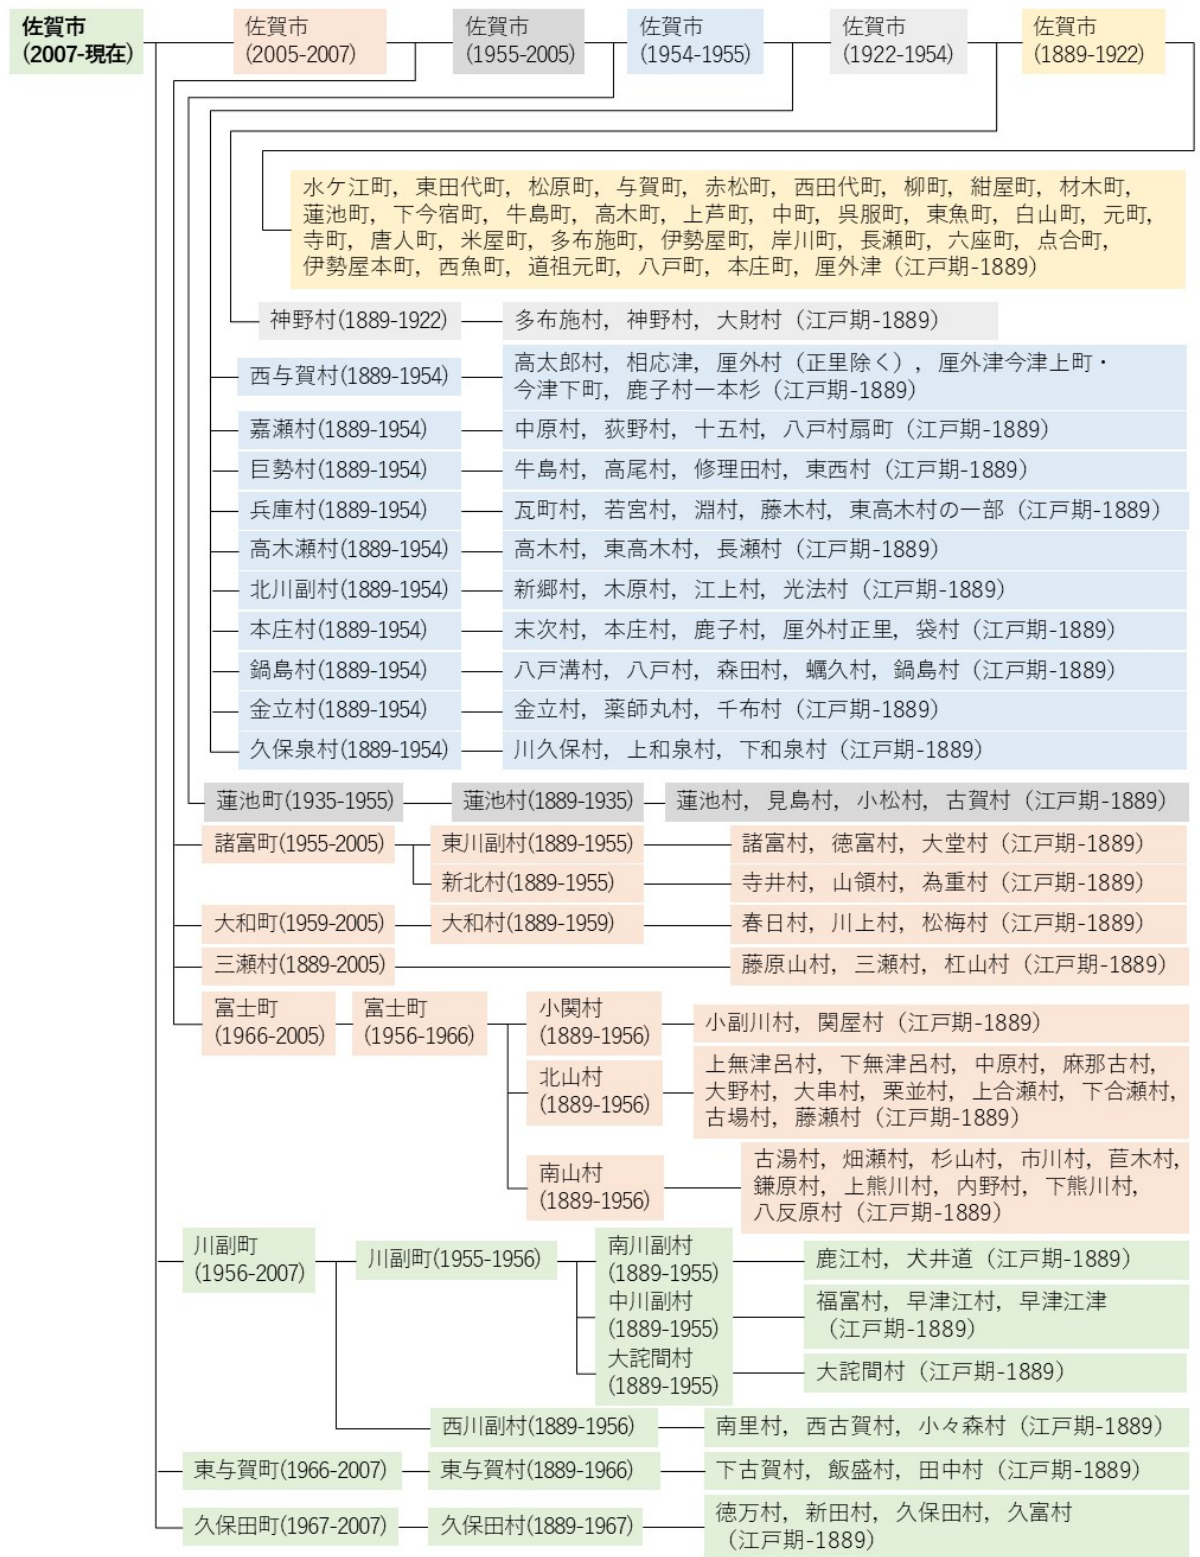 佐賀市
(2007-現在)
佐賀市
(2005-2007)
佐賀市
(1955-2005)
佐賀市
(1954-1955)
佐賀市
(1922-1954)
佐賀市
(1889-1922)
水ケ江町，東田代町，松原町，与賀町，赤松町，西田代町，柳町，紺屋町，材木町，
蓮池町，下今宿町，牛島町，高木町，上芦町，中町，呉服町，東魚町，白山町，元町，
寺町，唐人町，米屋町，多布施町，伊勢屋町，岸川町，長瀬町，六座町，点合町，
伊勢屋本町，西魚町，道祖元町，八戸町，本庄町，厘外津（江戸期-1889）
神野村(1889-1922)
多布施村，神野村，大財村（江戸期-1889）
西与賀村(1889-1954)
高太郎村，相応津，厘外村（正里除く），厘外津今津上町・
今津下町，鹿子村一本杉（江戸期-1889）
嘉瀬村(1889-1954)
中原村，荻野村，十五村，八戸村扇町（江戸期-1889）
巨勢村(1889-1954)
牛島村，高尾村，修理田村，東西村（江戸期-1889）
兵庫村(1889-1954)
瓦町村，若宮村，淵村，藤木村，東高木村の一部（江戸期-1889）
高木瀬村(1889-1954)
高木村，東高木村，長瀬村（江戸期-1889）
北川副村(1889-1954)
新郷村，木原村，江上村，光法村（江戸期-1889）
本庄村(1889-1954)
末次村，本庄村，鹿子村，厘外村正里，袋村（江戸期-1889）
鍋島村(1889-1954)
八戸溝村，八戸村，森田村，蠣久村，鍋島村（江戸期-1889）
金立村(1889-1954)
金立村，薬師丸村，千布村（江戸期-1889）
久保泉村(1889-1954)
川久保村，上和泉村，下和泉村（江戸期-1889）
蓮池町(1935-1955)
蓮池村(1889-1935)
蓮池村，見島村，小松村，古賀村（江戸期-1889）
諸富町(1955-2005)
東川副村(1889-1955)
諸富村，徳富村，大堂村（江戸期-1889）
新北村(1889-1955)
寺井村，山領村，為重村（江戸期-1889）
大和町(1959-2005)
大和村(1889-1959)
春日村，川上村，松梅村（江戸期-1889）
三瀬村(1889-2005)
藤原山村，三瀬村，杠山村（江戸期-1889）
富士町
(1966-2005)
富士町
(1956-1966)
小関村
(1889-1956)
小副川村，関屋村（江戸期-1889）
北山村
(1889-1956)
上無津呂村，下無津呂村，中原村，麻那古村，
大野村，大串村，栗並村，上合瀬村，下合瀬村，
古場村，藤瀬村（江戸期-1889）
南山村
(1889-1956)
古湯村，畑瀬村，杉山村，市川村，苣木村，
鎌原村，上熊川村，内野村，下熊川村，
八反原村（江戸期-1889）
川副町
(1956-2007)
川副町(1955-1956)
南川副村
(1889-1955)
鹿江村，犬井道（江戸期-1889）
中川副村
(1889-1955)
福富村，早津江村，早津江津
（江戸期-1889）
大詫間村
(1889-1955)
大詫間村（江戸期-1889）
西川副村(1889-1956)
南里村，西古賀村，小々森村（江戸期-1889）
東与賀町(1966-2007)
東与賀村(1889-1966)
下古賀村，飯盛村，田中村（江戸期-1889）
久保田町(1967-2007)
久保田村(1889-1967)
徳万村，新田村，久保田村，久富村
（江戸期-1889）